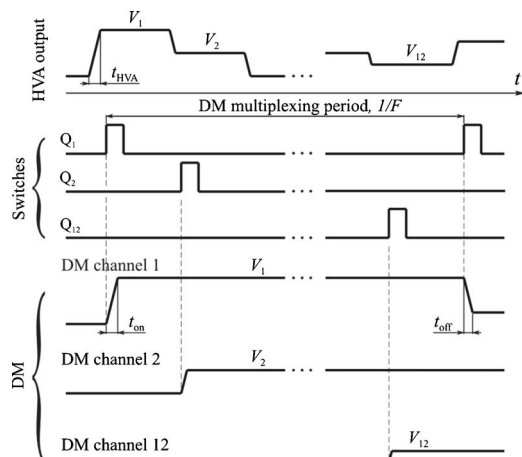 HVA output
V1
V2
V12
tHVA
t
DM multiplexing period, 1/F
Switches
Q1
Q2
Q12
DM
DM channel 1
V1
ton
toff
DM channel 2
V2
DM channel 12
V12